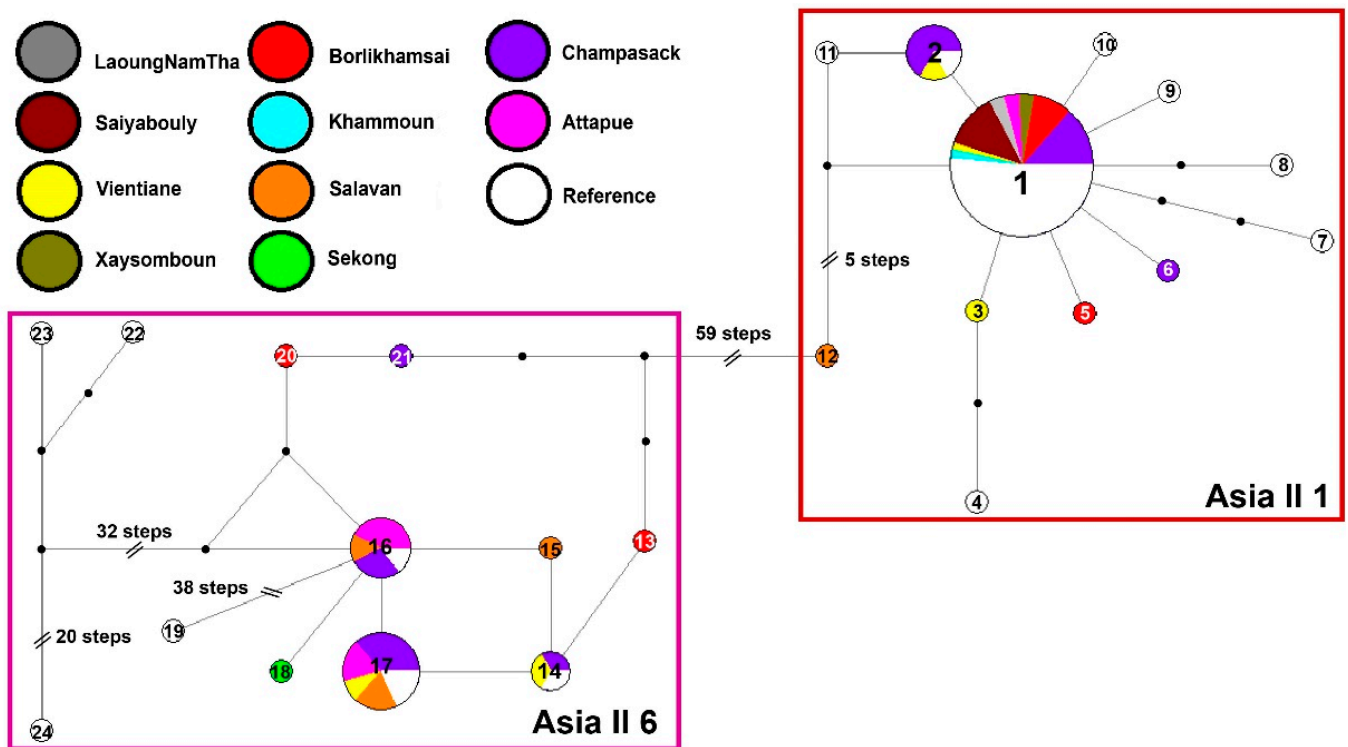 LaoungNamTha
Borlikhamsai
Champasack
Saiyabouly
Khammoun
Attapue
Vientiane
Salavan
Reference
Xaysomboun
Sekong
11
2
10
9
1
8
7
6
5 steps
3
5
59 steps
12
4
Asia II 1
23
22
20
21
32 steps
16
15
13
38 steps
19
20 steps
18
17
14
24
Asia II 6